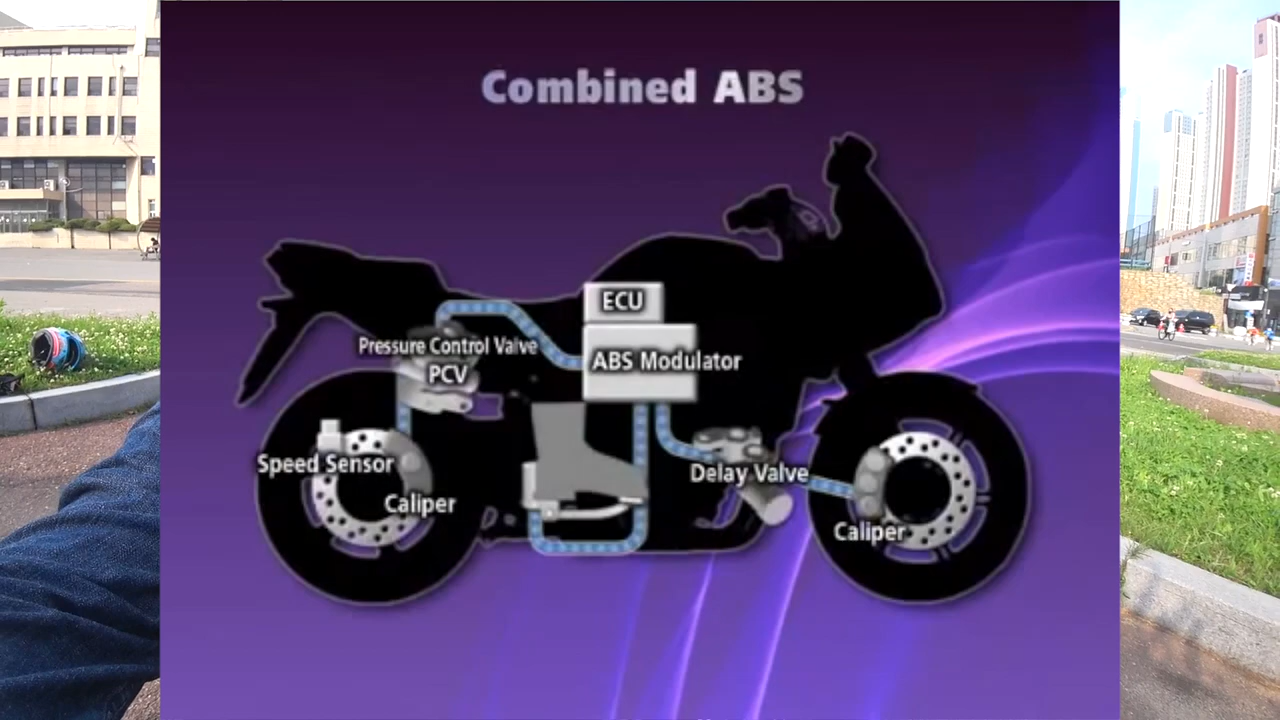 Combined ABS
ECU
Pressure Control Valve
ABS Modulator
PCV
Speed Sensor
Delay Valve
Caliper
Caliper